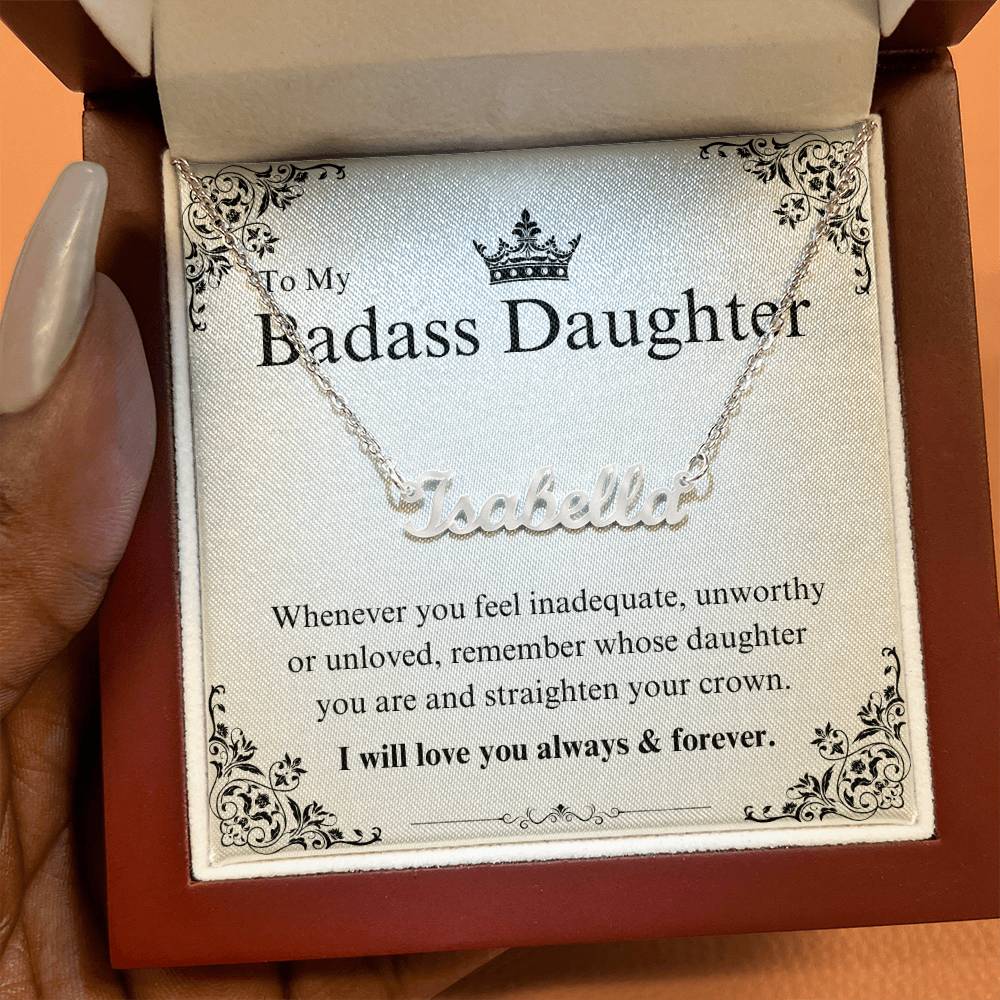 To My
Badass Daughter
Isabella
Whenever you feel inadequate, unworthy
or unloved, remember whose daughter
you are and straighten your crown.
I will love you always & forever.